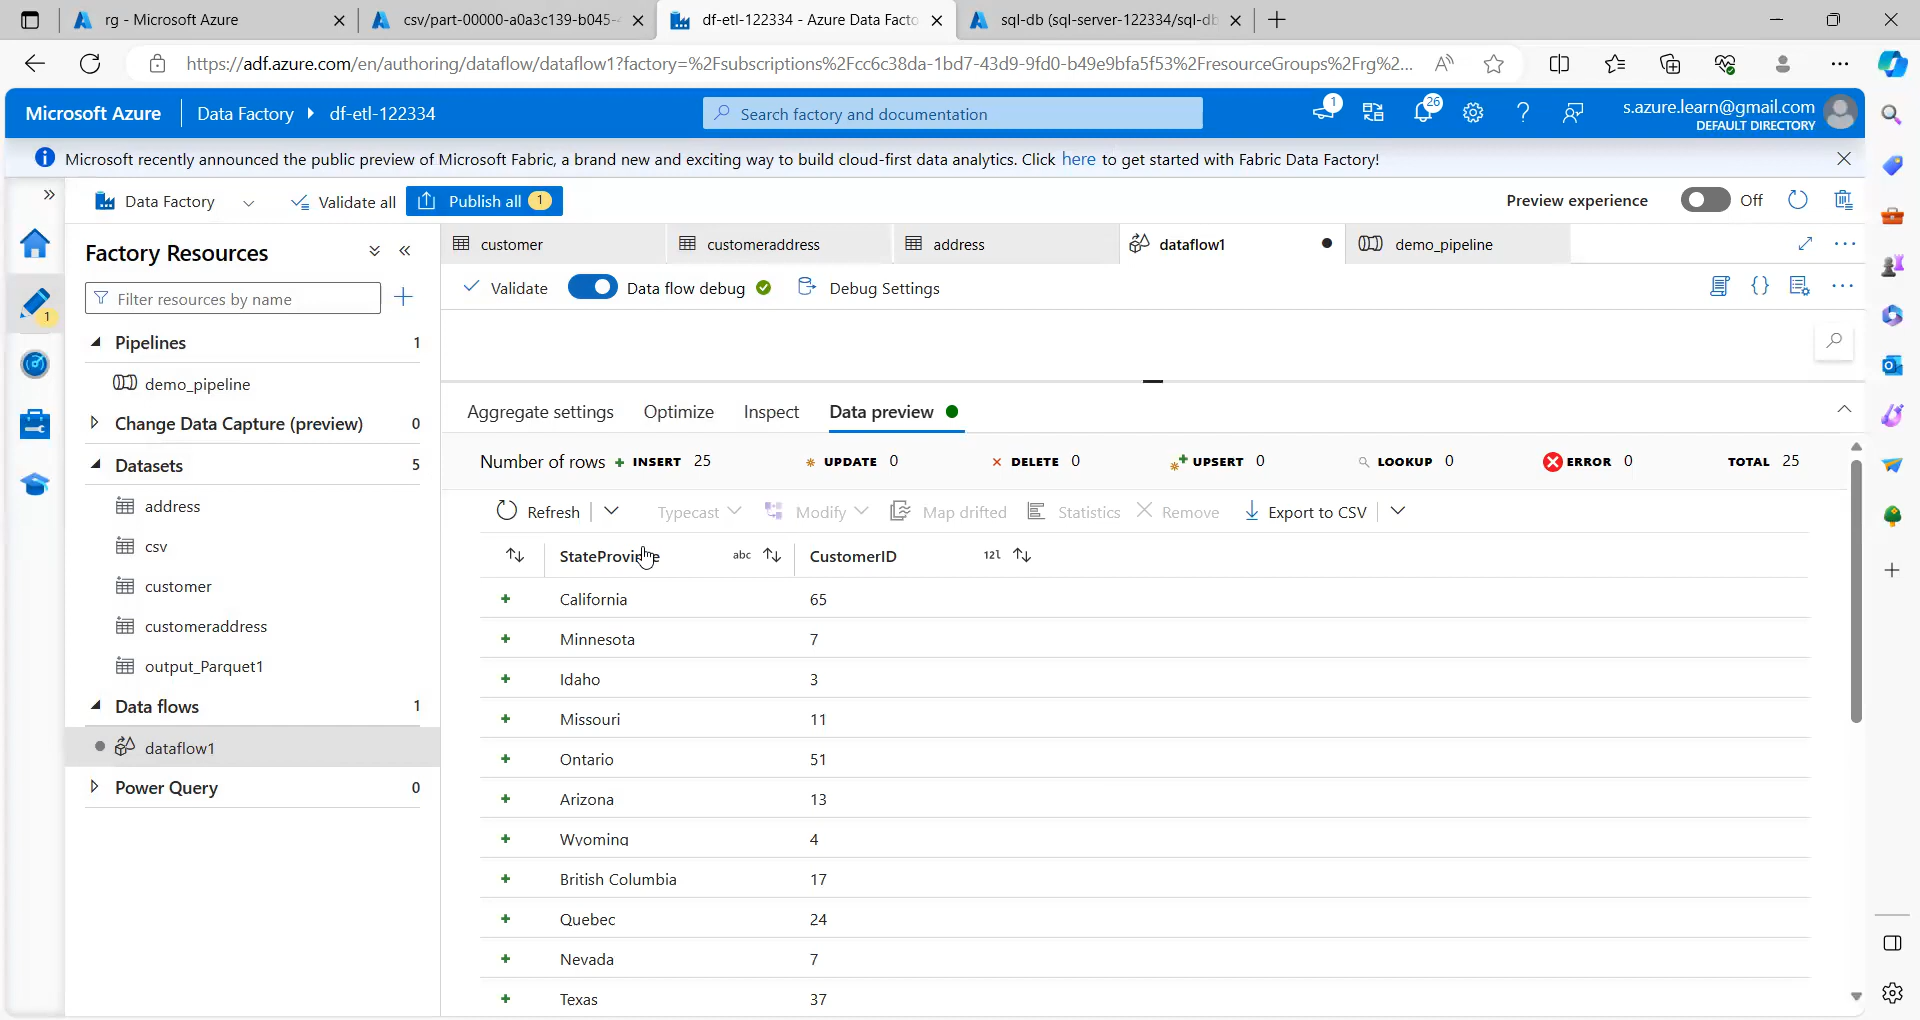 rg - Microsoft Azure
csv/part-00000-a0a3c139-b045-
df-etl-122334 - Azure Data Facto
sql-db (sql-server-122334/sql-db
https://adf.azure.com/en/authoring/dataflow/dataflow1?factory=%2Fsubscriptions%2Fcc6c38da-1bd7-43d9-9fd0-b49e9bfa5f53%2FresourceGroups%2Frg%2...
Microsoft Azure
Data Factory
df-etl-122334
Search factory and documentation
1
26
s.azure.learn@gmail.com
DEFAULT DIRECTORY
Microsoft recently announced the public preview of Microsoft Fabric, a brand new and exciting way to build cloud-first data analytics. Click here to get started with Fabric Data Factory!
Data Factory
Validate all
Publish all 1
Preview experience
Off
Factory Resources
Filter resources by name
1
Pipelines 1
demo_pipeline
Change Data Capture (preview) 0
Datasets 5
address
csv
customer
customeraddress
output_Parquet1
Data flows 1
dataflow1
Power Query 0
customer
customeraddress
address
dataflow1
demo_pipeline
Validate
Data flow debug
Debug Settings
Aggregate settings
Optimize
Inspect
Data preview
Number of rows + INSERT 25
UPDATE 0
DELETE 0
UPSERT 0
LOOKUP 0
ERROR 0
TOTAL 25
Refresh
Typecast
Modify
Map drifted
Statistics
Remove
Export to CSV
StateProvince abc
CustomerID 12l
+ California 65
+ Minnesota 7
+ Idaho 3
+ Missouri 11
+ Ontario 51
+ Arizona 13
+ Wyoming 4
+ British Columbia 17
+ Quebec 24
+ Nevada 7
+ Texas 37